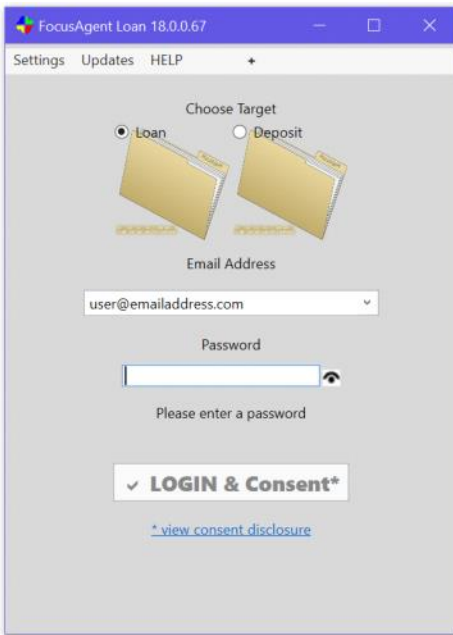 FocusAgent Loan 18.0.0.67
Settings Updates HELP
Choose Target
Loan Deposit
Email Address
user@emailaddress.com
Password
Please enter a password
LOGIN & Consent*
* view consent disclosure